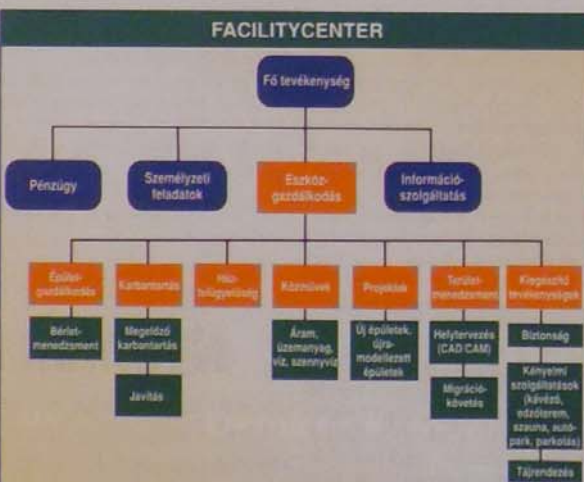 FACILITYCENTER
Fő tevékenység
Pénzügy
Személyzeti
feladatok
Eszköz-
gazdálkodás
Információ-
szolgáltatás
Épület-
gazdálkodás
Karbantartás
Ház-
felügyelőség
Közművek
Projektek
Terület-
menedzsment
Kiegészítő
tevékenységek
Bérlet-
menedzsment
Megelőző
karbantartás
Javítás
Áram,
üzemanyag,
víz, szennyvíz
Új épületek,
újra-
modellezett
épületek
Helytervezés
(CAD CAM)
Migráció-
követés
Biztonság
Kényelmi
szolgáltatások
(kávézó,
edzőterem,
szauna, autó-
park, parkolás)
Tájrendezés